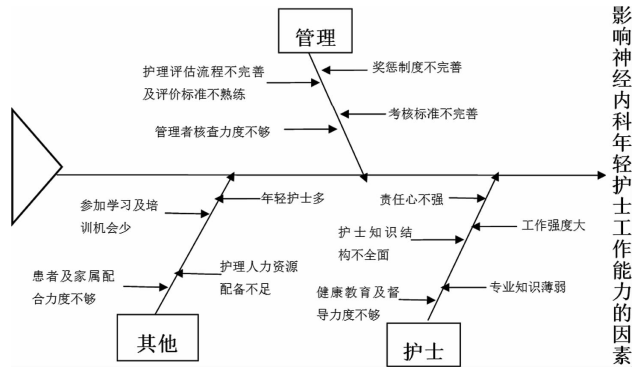 管理
护理评估流程不完善
及评价标准不熟练
奖惩制度不完善
考核标准不完善
管理者核查力度不够
参加学习及培
训机会少
年轻护士多
患者及家属配
合力度不够
护理人力资源
配备不足
其他
责任心不强
护士知识结
构不全面
工作强度大
健康教育及督
导力度不够
专业知识薄弱
护士
影响神经内科年轻护士工作能力的因素